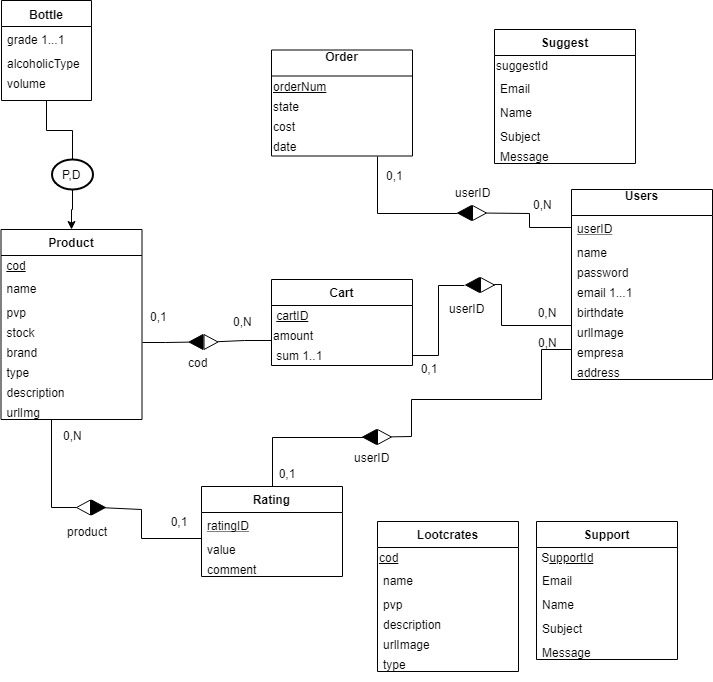 Bottle
grade 1...1
alcoholicType
volume
P,D
Product
cod
name
pvp
stock
brand
type
description
urlImg
Order
orderNum
state
cost
date
0,1
userID
0,N
Suggest
suggestId
Email
Name
Subject
Message
Users
userID
name
password
email 1...1
birthdate
urlImage
empresa
address
0,1
0,N
cod
Cart
cartID
amount
sum 1..1
0,1
userID
0,N
0,N
0,N
product
0,1
0,1
userID
Rating
ratingID
value
comment
Lootcrates
cod
name
pvp
description
urlImage
type
Support
SupportId
Email
Name
Subject
Message